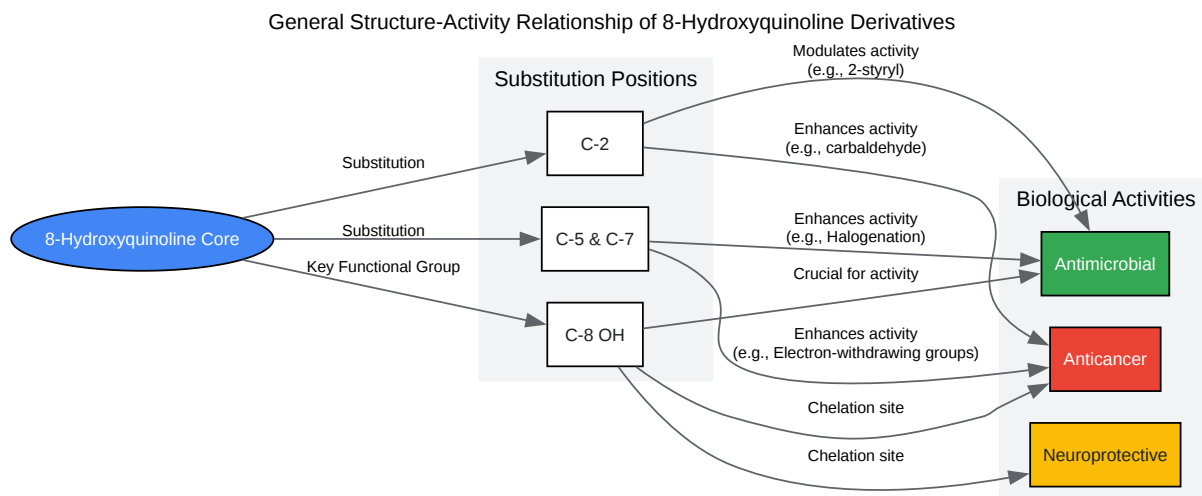 General Structure-Activity Relationship of 8-Hydroxyquinoline Derivatives
Substitution Positions
Biological Activities
8-Hydroxyquinoline Core
Substitution
Substitution
Key Functional Group
C-2
C-5 & C-7
C-8 OH
Modulates activity
(e.g., 2-styryl)
Enhances activity
(e.g., carbaldehyde)
Enhances activity
(e.g., Halogenation)
Crucial for activity
Enhances activity
(e.g., Electron-withdrawing groups)
Chelation site
Chelation site
Antimicrobial
Anticancer
Neuroprotective